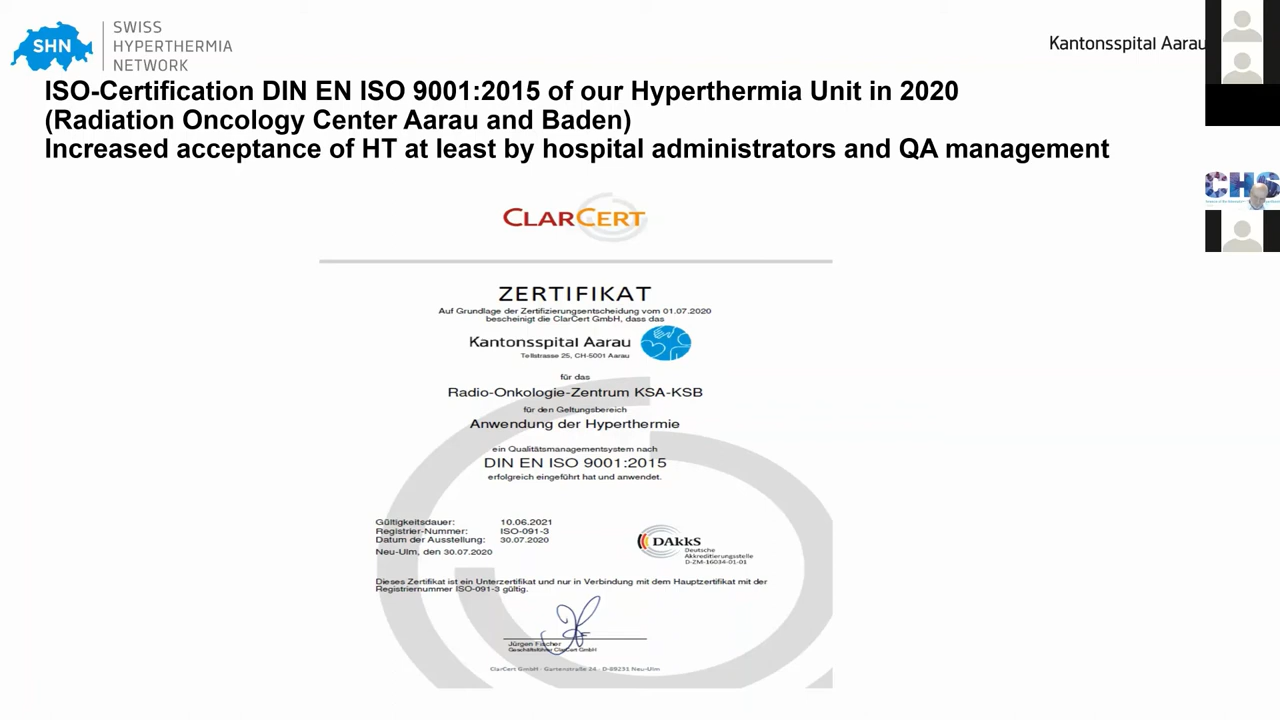 SHN
SWISS
HYPERTHERMIA
NETWORK
Kantonsspital Aarau
ISO-Certification DIN EN ISO 9001:2015 of our Hyperthermia Unit in 2020
(Radiation Oncology Center Aarau and Baden)
Increased acceptance of HT at least by hospital administrators and QA management
CHS
CLARCERT
ZERTIFIKAT
Auf Grundlage der Zertifizierungsentscheidung vom 01.07.2020
bescheinigt die ClarCert GmbH, dass das
Kantonsspital Aarau
Tellstrasse 25, CH-5001 Aarau
für das
Radio-Onkologie-Zentrum KSA-KSB
für den Geltungsbereich
Anwendung der Hyperthermie
ein Qualitätsmanagementsystem nach
DIN EN ISO 9001:2015
erfolgreich eingeführt hat und anwendet.
Gültigkeitsdauer: 10.06.2021
Registrier-Nummer: ISO-091-3
Datum der Ausstellung: 30.07.2020
Neu-Ulm, den 30.07.2020
DAkkS
Deutsche
Akkreditierungsstelle
D-ZM-16034-01-01
Dieses Zertifikat ist ein Unterzertifikat und nur in Verbindung mit dem Hauptzertifikat mit der
Registriernummer ISO-091-3 gültig.
Jürgen Fischer
Geschäftsführer ClarCert GmbH
ClarCert GmbH · Gartenstraße 24 · D-89231 Neu-Ulm